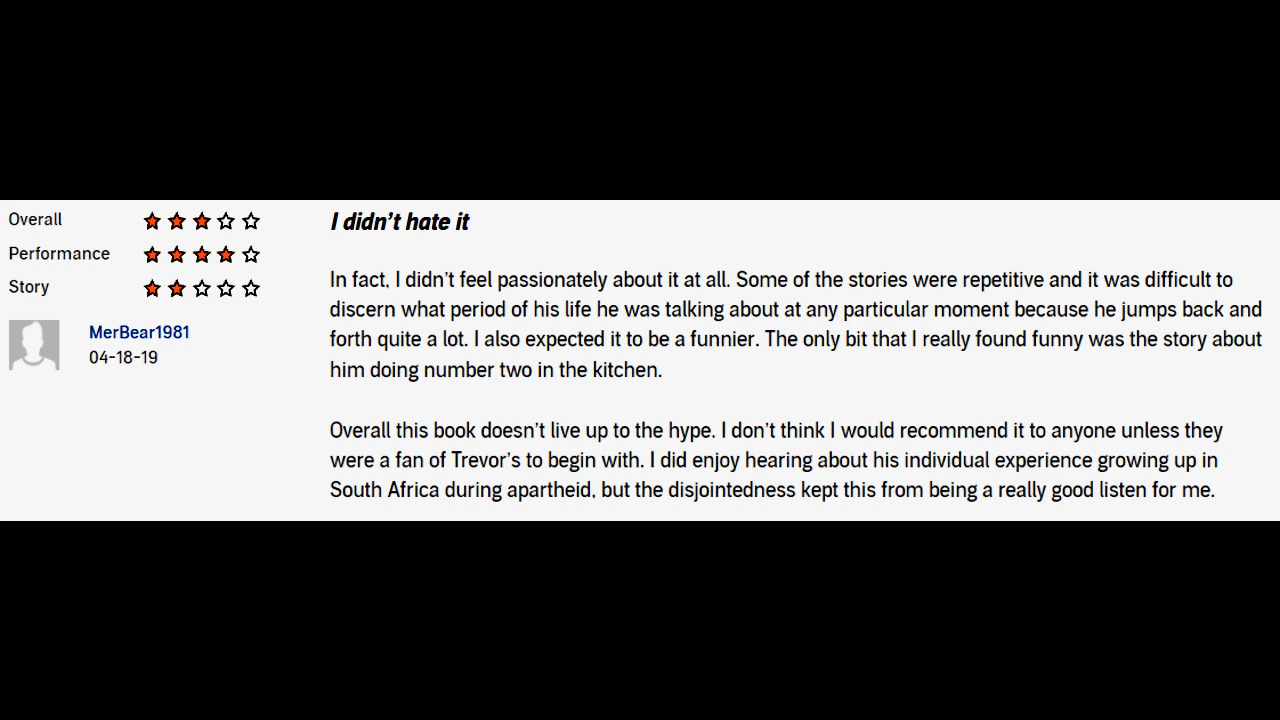 Overall
Performance
Story
MerBear1981
04-18-19
I didn't hate it
In fact, I didn't feel passionately about it at all. Some of the stories were repetitive and it was difficult to
discern what period of his life he was talking about at any particular moment because he jumps back and
forth quite a lot. I also expected it to be a funnier. The only bit that I really found funny was the story about
him doing number two in the kitchen.
Overall this book doesn't live up to the hype. I don't think I would recommend it to anyone unless they
were a fan of Trevor's to begin with. I did enjoy hearing about his individual experience growing up in
South Africa during apartheid, but the disjointedness kept this from being a really good listen for me.